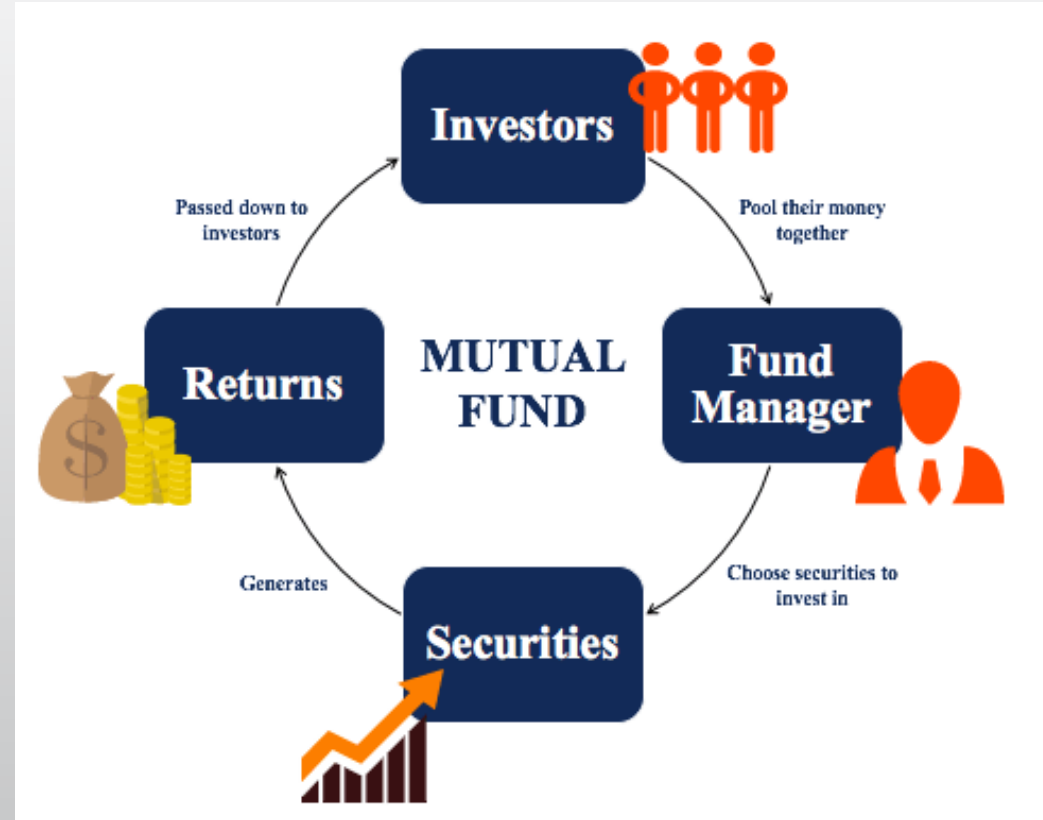 Investors
Passed down to
investors
Pool their money
together
Returns
MUTUAL
FUND
Fund
Manager
Generates
Choose securities to
invest in
Securities
$